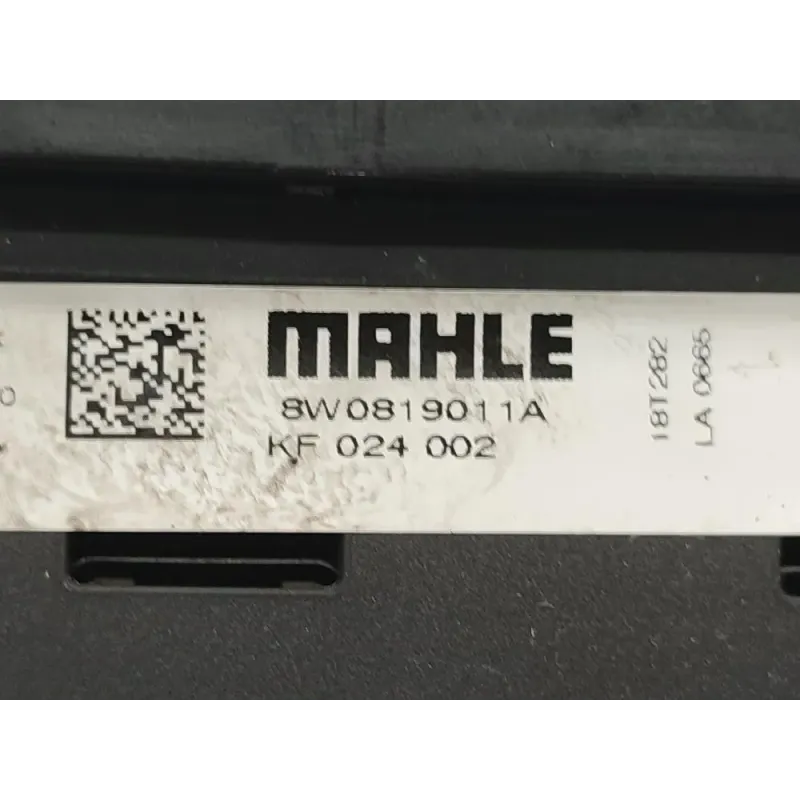 MAHLE
8W0819011A
KF 024 002
18T282
LA 0665